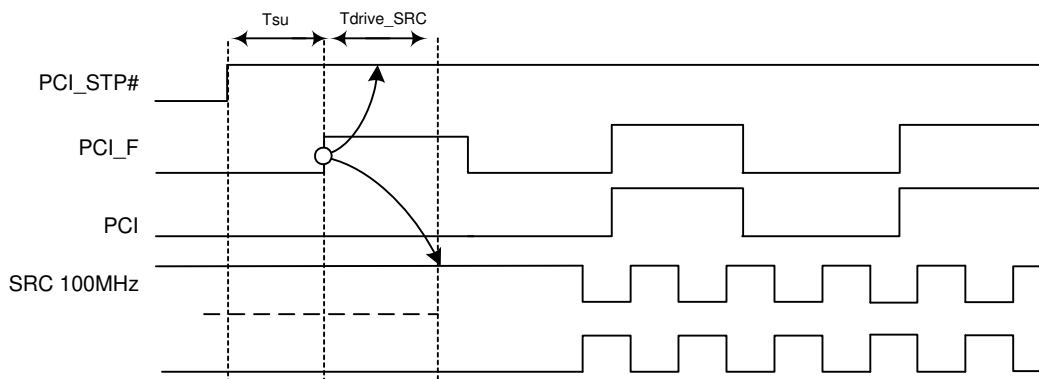 Tsu Tdrive_SRC
PCI_STP#
PCI_F
PCI
SRC 100MHz